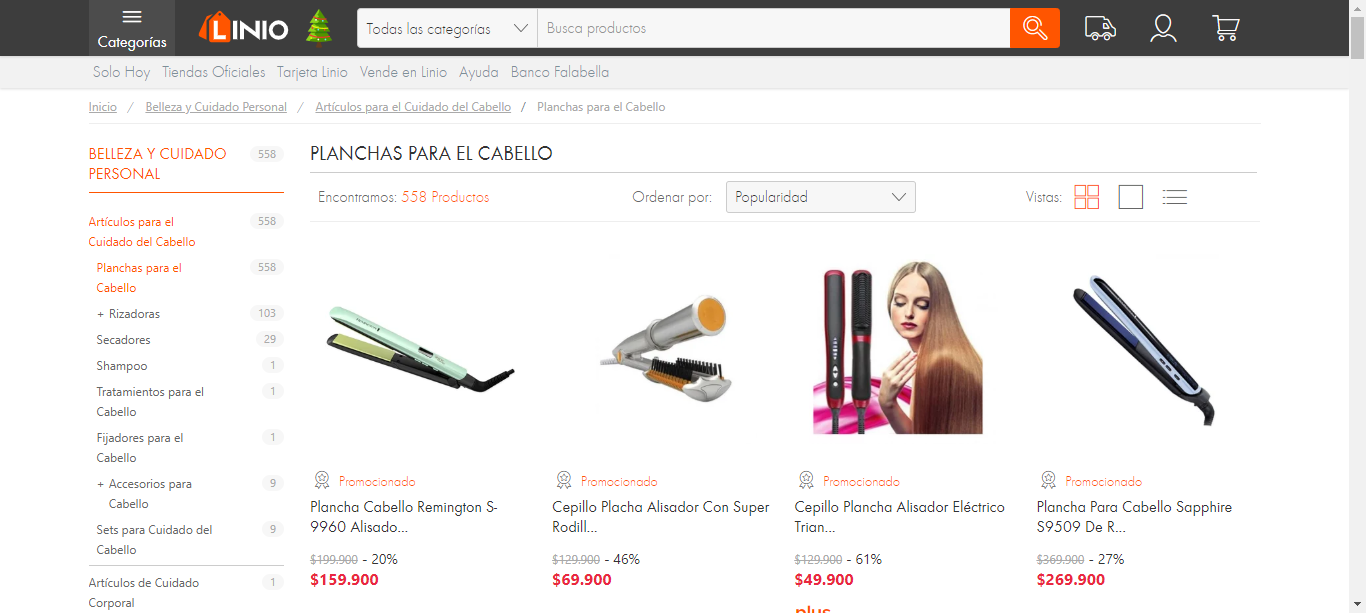 Categorías
LINIO
Todas las categorías
Busca productos
Solo Hoy Tiendas Oficiales Tarjeta Linio Vende en Linio Ayuda Banco Falabella
Inicio / Belleza y Cuidado Personal / Artículos para el Cuidado del Cabello / Planchas para el Cabello
BELLEZA Y CUIDADO 558
PERSONAL
Artículos para el 558
Cuidado del Cabello
Planchas para el 558
Cabello
+ Rizadoras 103
Secadores 29
Shampoo 1
Tratamientos para el 1
Cabello
Fijadores para el 1
Cabello
+ Accesorios para 9
Cabello
Sets para Cuidado del 9
Cabello
Artículos de Cuidado 1
Corporal
PLANCHAS PARA EL CABELLO
Encontramos: 558 Productos
Ordenar por: Popularidad
Vistas:
Promocionado
Plancha Cabello Remington S-
9960 Alisado...
$199.900 - 20%
$159.900
Promocionado
Cepillo Placha Alisador Con Super
Rodill...
$129.900 - 46%
$69.900
Promocionado
Cepillo Plancha Alisador Eléctrico
Trian...
$129.900 - 61%
$49.900
plus
Promocionado
Plancha Para Cabello Sapphire
S9509 De R...
$369.900 - 27%
$269.900